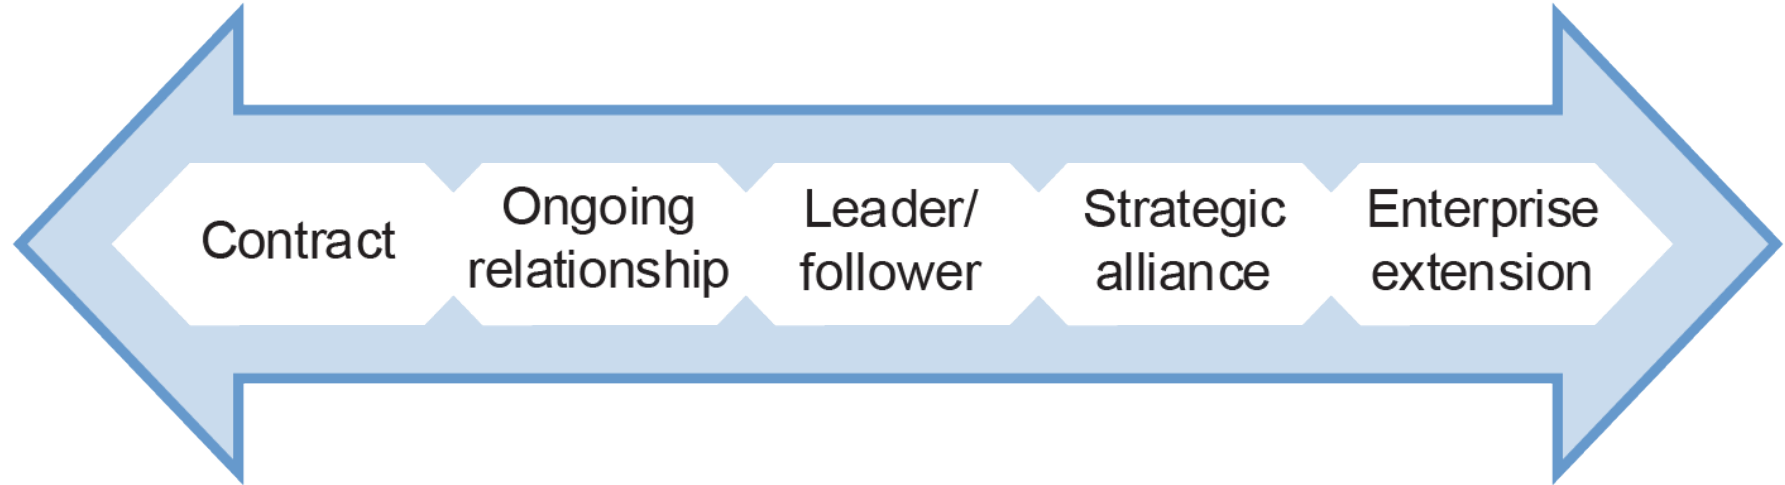 Contract
Ongoing
relationship
Leader/
follower
Strategic
alliance
Enterprise
extension